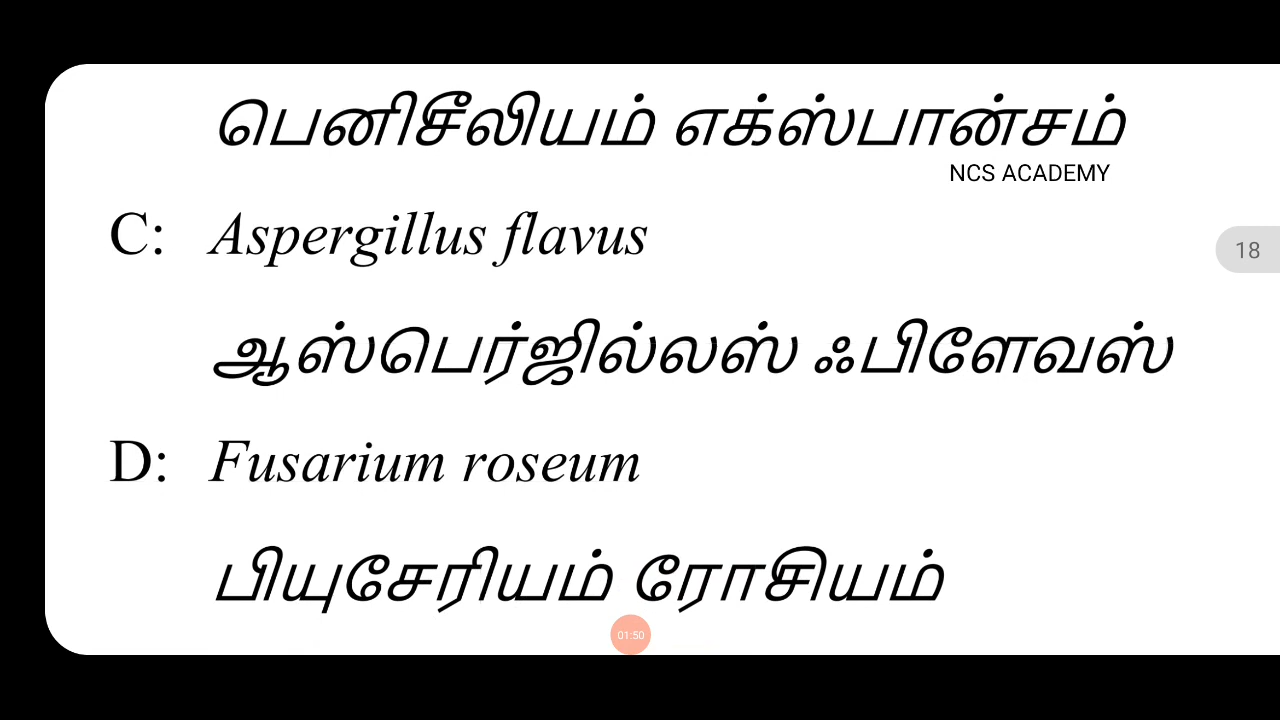 பெனிசீலியம் எக்ஸ்பான்சம்
NCS ACADEMY
C: Aspergillus flavus
18
ஆஸ்பெர்ஜில்லஸ் ஃபிளேவஸ்
D: Fusarium roseum
பியுசேரியம் ரோசியம்
01:50